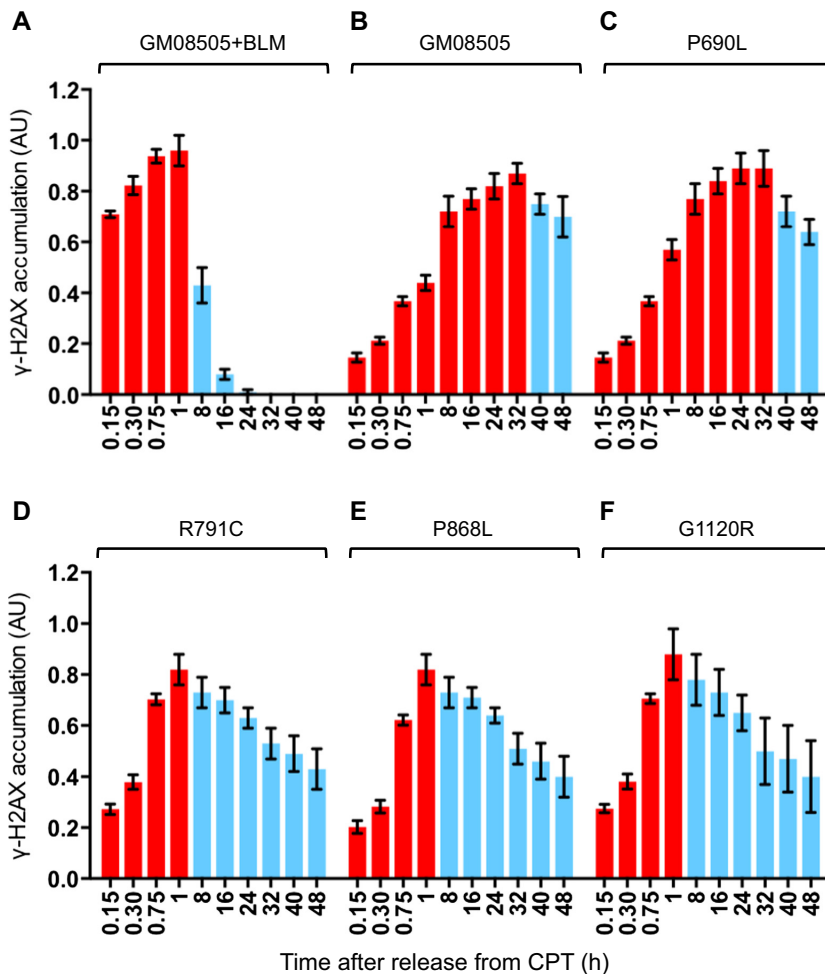 A B C
GM08505+BLM GM08505 P690L
γ-H2AX accumulation (AU)
1.2
1.0
0.8
0.6
0.4
0.2
0.0
0.15 0.30 0.75 1 8 16 24 32 40 48 0.15 0.30 0.75 1 8 16 24 32 40 48 0.15 0.30 0.75 1 8 16 24 32 40 48
D E F
R791C P868L G1120R
γ-H2AX accumulation (AU)
1.2
1.0
0.8
0.6
0.4
0.2
0.0
0.15 0.30 0.75 1 8 16 24 32 40 48 0.15 0.30 0.75 1 8 16 24 32 40 48 0.15 0.30 0.75 1 8 16 24 32 40 48
Time after release from CPT (h)